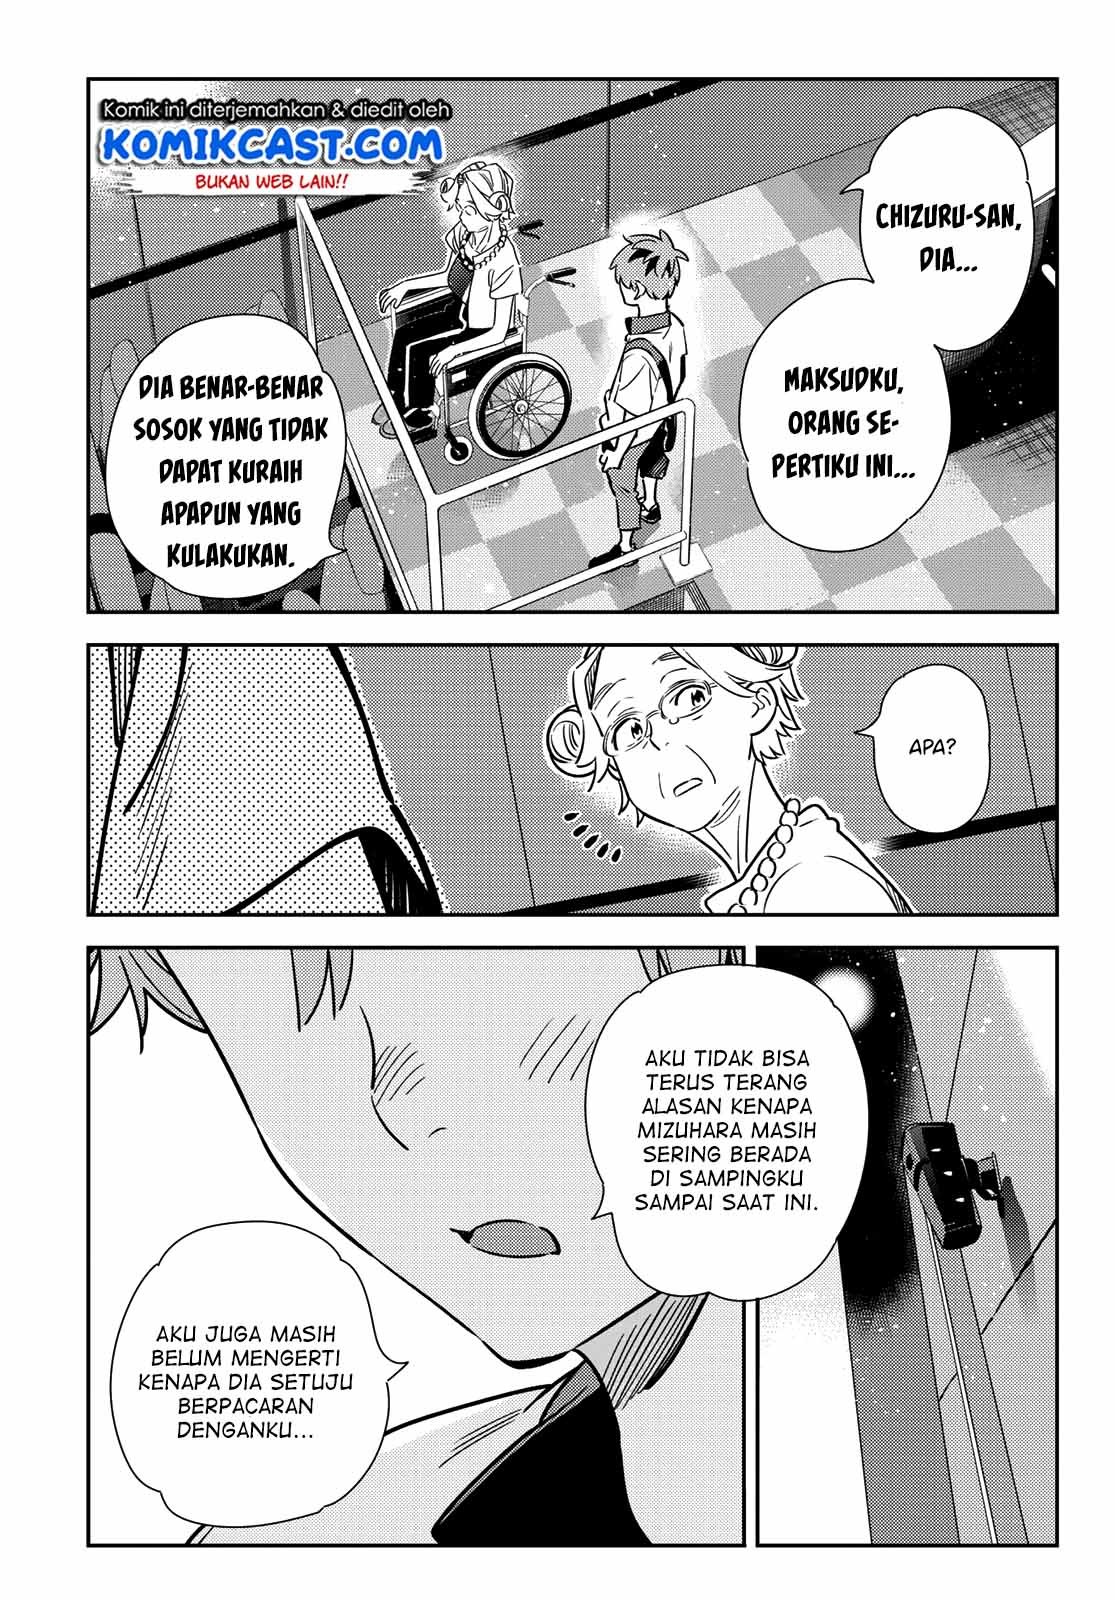 Komik ini diterjemahkan & diedit oleh
KOMIKCAST.COM
BUKAN WEB LAIN!!
CHIZURU-SAN,
DIA...
MAKSUDKU,
ORANG SE-
PERTIKU INI...
DIA BENAR-BENAR
SOSOK YANG TIDAK
DAPAT KURAIH
APAPUN YANG
KULAKUKAN.
APA?
AKU TIDAK BISA
TERUS TERANG
ALASAN KENAPA
MIZUHARA MASIH
SERING BERADA
DI SAMPINGKU
SAMPAI SAAT INI.
AKU JUGA MASIH
BELUM MENGERTI
KENAPA DIA SETUJU
BERPACARAN
DENGANKU...